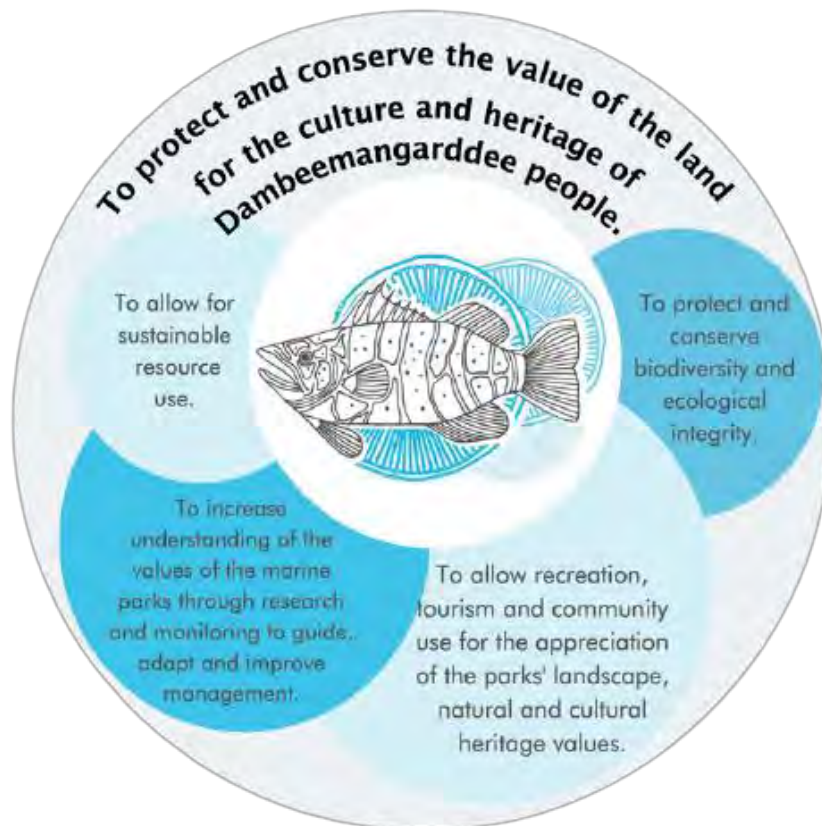 To protect and conserve the value of the land
for the culture and heritage of
Dambeemangarddee people.
To allow for
sustainable
resource
use.
To protect and
conserve
biodiversity and
ecological
integrity.
To increase
understanding of the
values of the marine
parks through research
and monitoring to guide,
adapt and improve
management.
To allow recreation,
tourism and community
use for the appreciation
of the parks' landscape,
natural and cultural
heritage values.